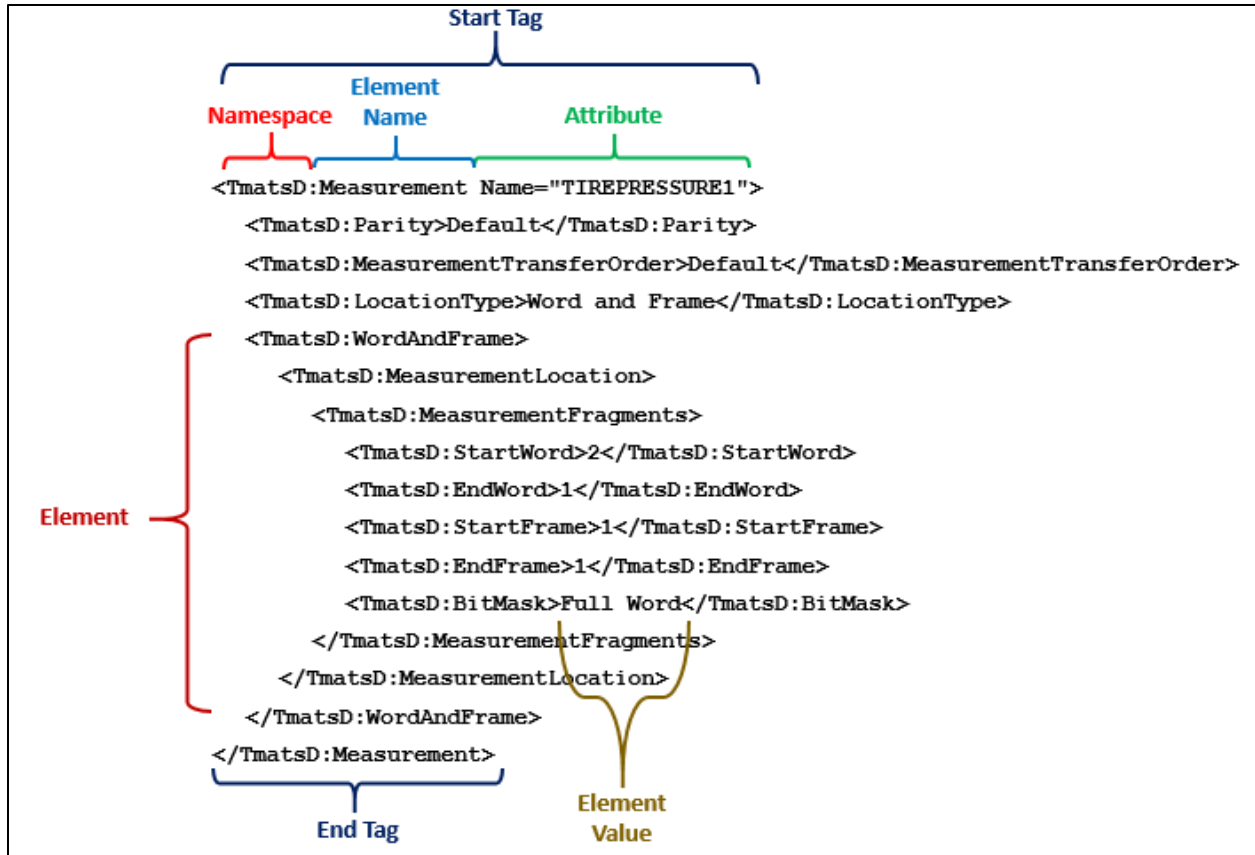 Start Tag
Element
Name
Namespace
Attribute
<TmatsD:Measurement Name="TIREPRESSURE1">
<TmatsD:Parity>Default</TmatsD:Parity>
<TmatsD:MeasurementTransferOrder>Default</TmatsD:MeasurementTransferOrder>
<TmatsD:LocationType>Word and Frame</TmatsD:LocationType>
<TmatsD:WordAndFrame>
<TmatsD:MeasurementLocation>
<TmatsD:MeasurementFragments>
<TmatsD:StartWord>2</TmatsD:StartWord>
<TmatsD:EndWord>1</TmatsD:EndWord>
Element
<TmatsD:StartFrame>1</TmatsD:StartFrame>
<TmatsD:EndFrame>1</TmatsD:EndFrame>
<TmatsD:BitMask>Full Word</TmatsD:BitMask>
</TmatsD:MeasurementFragments>
</TmatsD:MeasurementLocation>
</TmatsD:WordAndFrame>
</TmatsD:Measurement>
End Tag
Element
Value